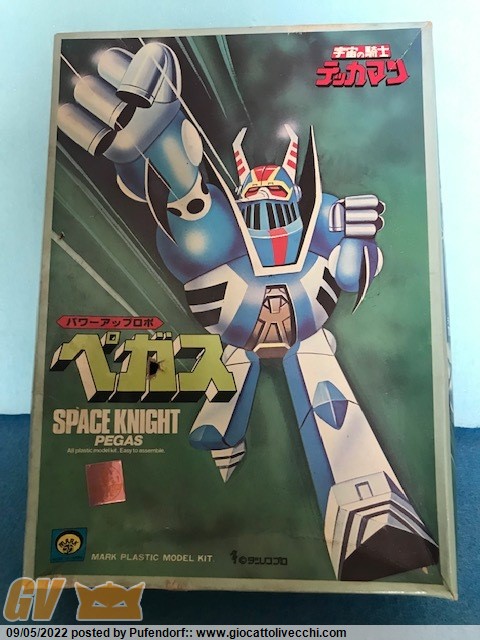 宇宙の騎士
テッカマン
パワーアップロボ
ペガス
SPACE KNIGHT
PEGAS
All plastic model kit. Easy to assemble.
MARK
MARK PLASTIC MODEL KIT
©タツノコプロ
GV
09/05/2022 posted by Pufendorf:: www.giocattolivecchi.com